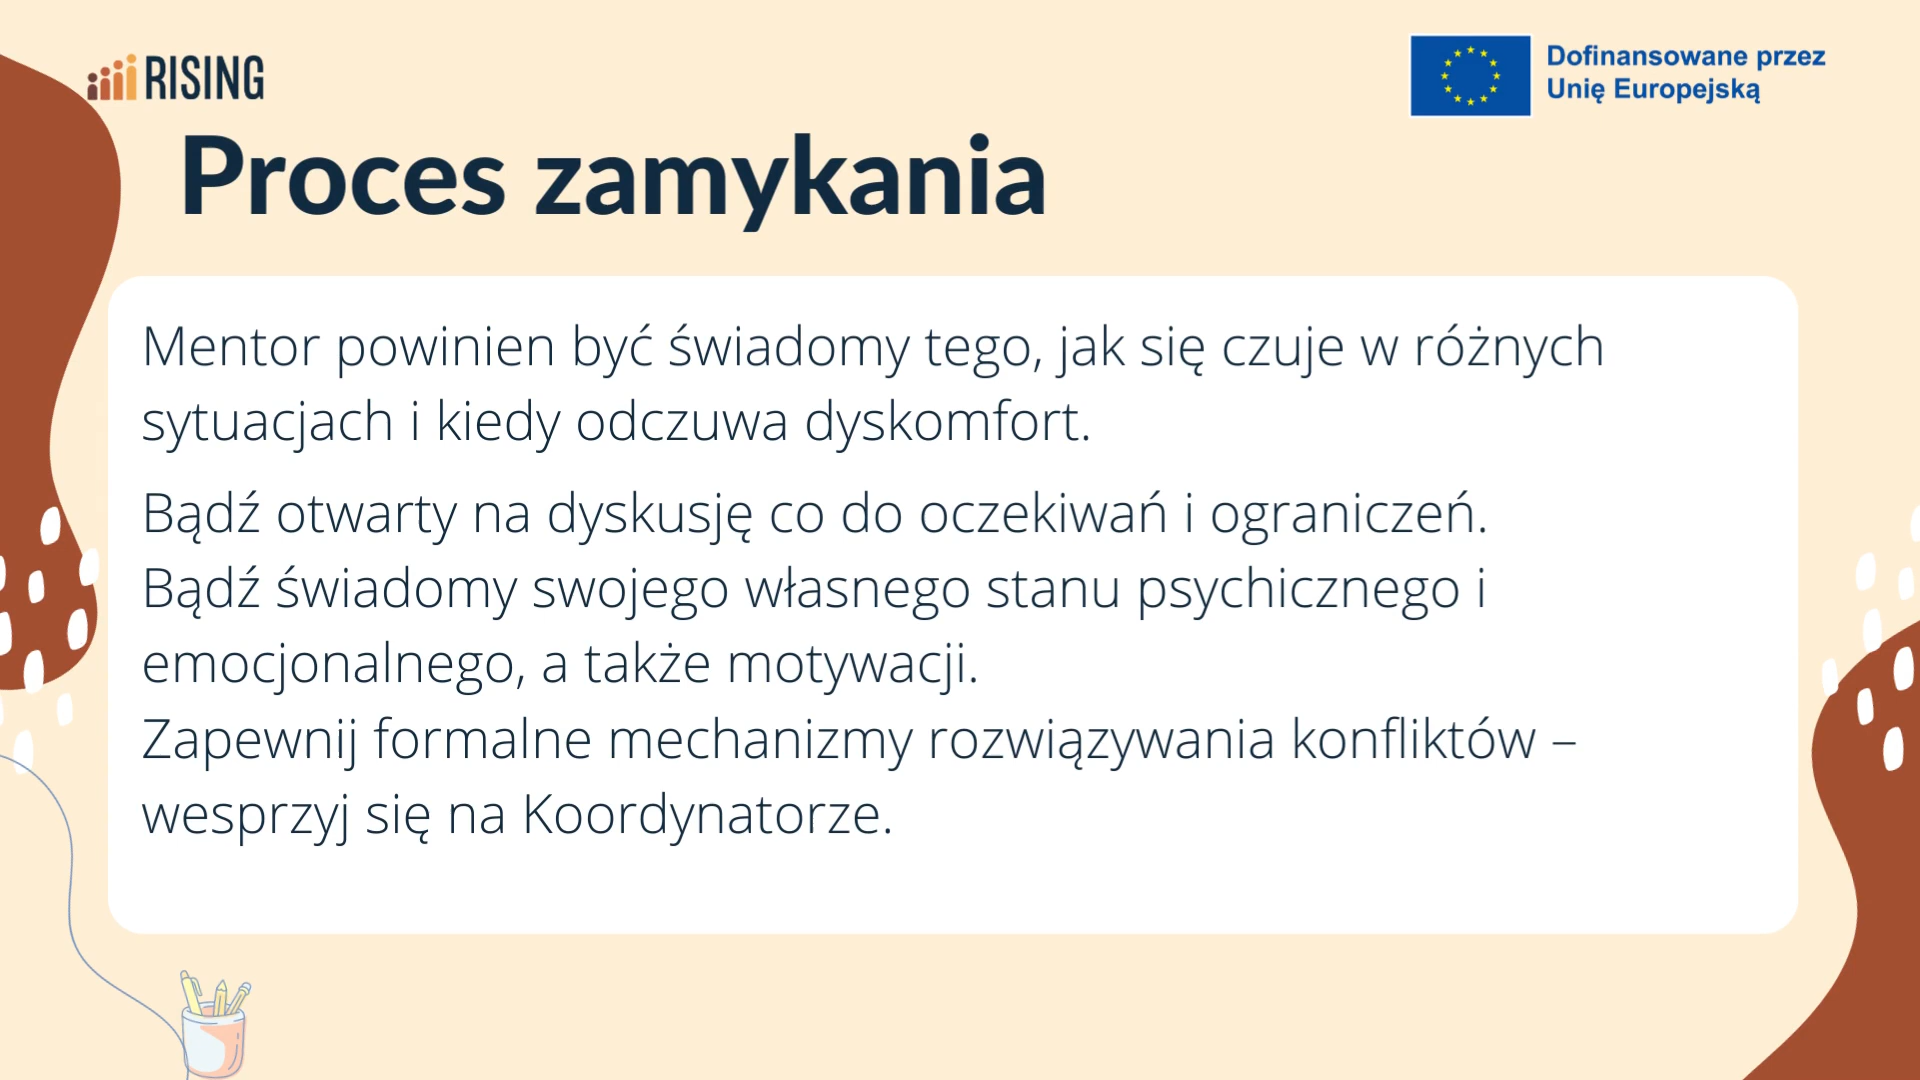 RISING
Dofinansowane przez
Unię Europejską
Proces zamykania
Mentor powinien być świadomy tego, jak się czuje w różnych
sytuacjach i kiedy odczuwa dyskomfort.
Bądź otwarty na dyskusję co do oczekiwań i ograniczeń.
Bądź świadomy swojego własnego stanu psychicznego i
emocjonalnego, a także motywacji.
Zapewnij formalne mechanizmy rozwiązywania konfliktów –
wesprzyj się na Koordynatorze.